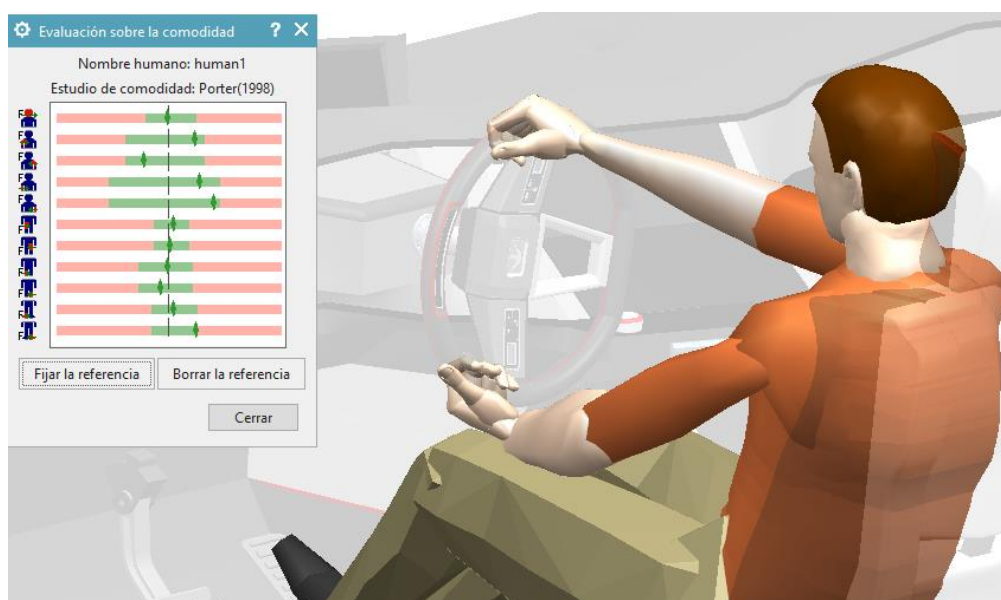 Evaluación sobre la comodidad ? X
Nombre humano: human1
Estudio de comodidad: Porter(1998)
F
F
F
F
F
F
F
F
F
F
F
Fijar la referencia Borrar la referencia
Cerrar